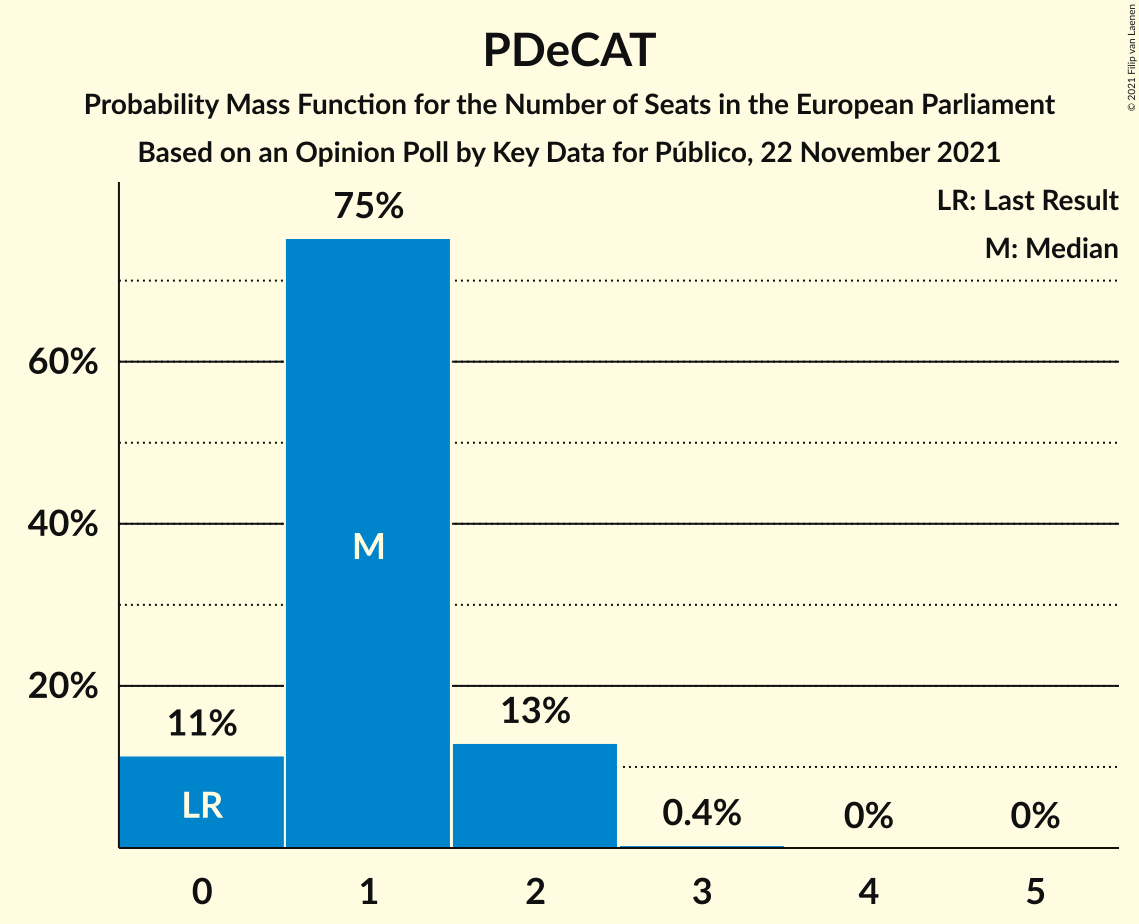 PDeCAT
Probability Mass Function for the Number of Seats in the European Parliament
Based on an Opinion Poll by Key Data for Público, 22 November 2021
© 2021 Filip van Laenen
LR: Last Result
M: Median
75%
60%
40%
M
20%
11%
13%
LR
0.4%
0%
0%
0 1 2 3 4 5